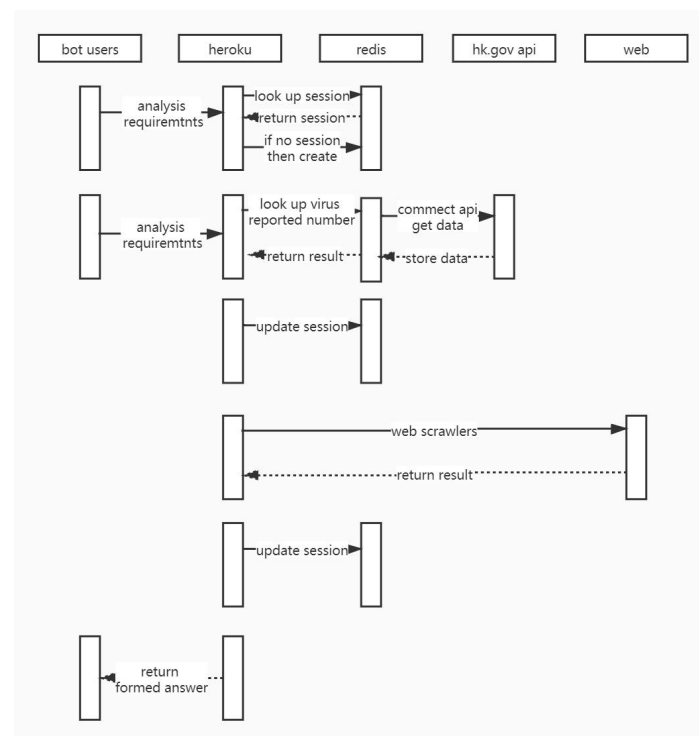 bot users
heroku
redis
hk.gov api
web
analysis
requiremtnts
look up session
return session
if no session
then create
analysis
requiremtnts
look up virus
reported number
commect api
get data
return result
store data
update session
web scrawlers
return result
update session
return
formed answer